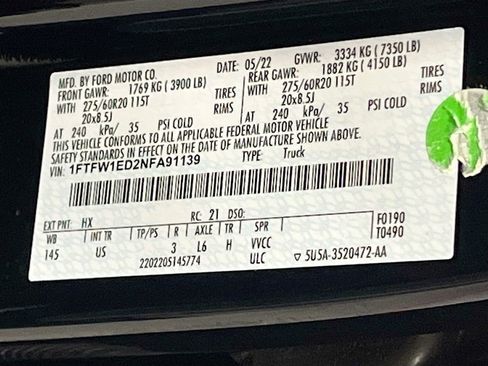 MFD. BY FORD MOTOR CO. DATE: 05/22 GVWR: 3334 KG ( 7350 LB)
FRONT GAWR: 1769 KG ( 3900 LB) REAR GAWR: 1882 KG ( 4150 LB)
WITH 275/60R20 115T TIRES WITH 275/60R20 115T TIRES
20x8.5J RIMS 20x8.5J RIMS
AT 240 kPa/ 35 PSI COLD AT 240 kPa/ 35 PSI COLD
THIS VEHICLE CONFORMS TO ALL APPLICABLE FEDERAL MOTOR VEHICLE
SAFETY STANDARDS IN EFFECT ON THE DATE OF MANUFACTURE SHOWN ABOVE.
VIN: 1FTFW1ED2NFA91139 TYPE: Truck
EXT PNT: HX RC: 21 DSO: F0190
WB INT TR TP/PS R AXLE TR SPR T0490
145 US 3 L6 H VVCC
2202205145774 ULC ▽ 5U5A-3520472-AA